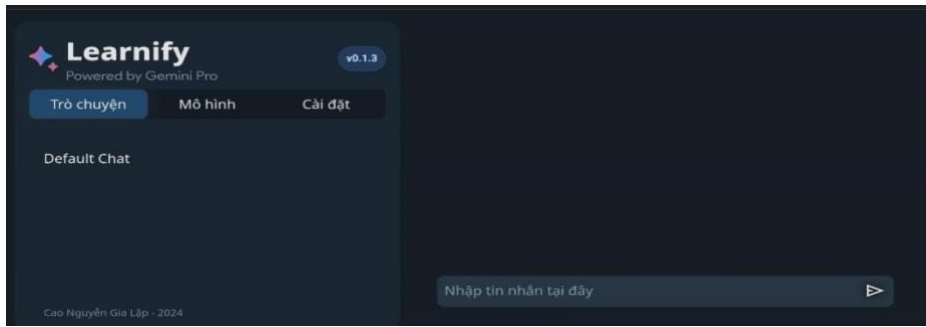 Learnify
Powered by Gemini Pro
v0.1.3
Trò chuyện
Mô hình
Cài đặt
Default Chat
Nhập tin nhắn tại đây
Cao Nguyễn Gia Lập - 2024